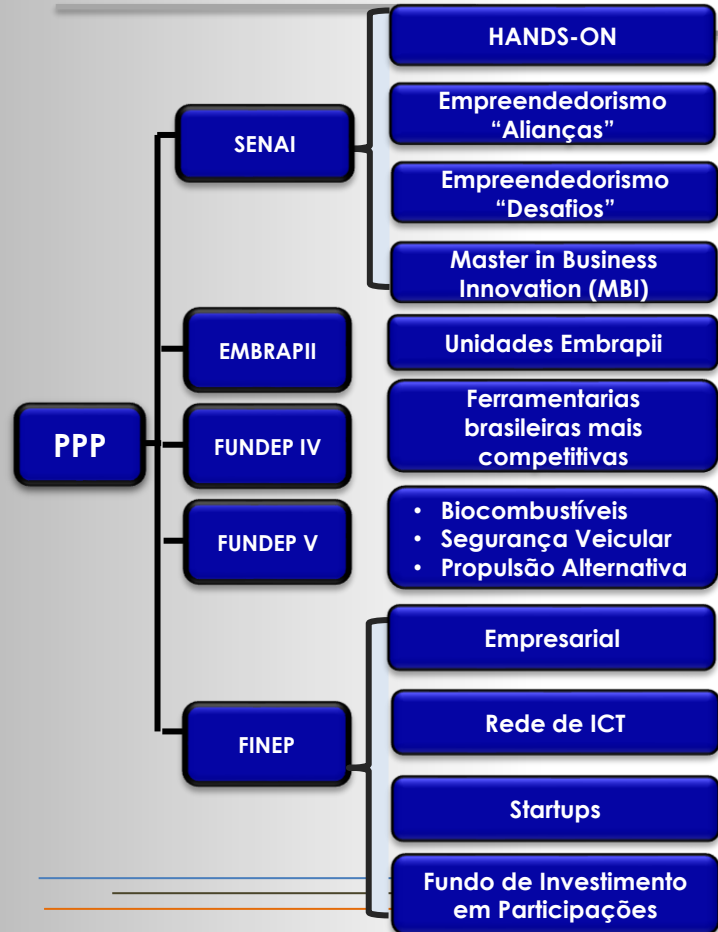 PPP
SENAI
HANDS-ON
Empreendedorismo
“Alianças”
Empreendedorismo
“Desafios”
Master in Business
Innovation (MBI)
EMBRAPII
Unidades Embrapii
FUNDEP IV
Ferramentarias
brasileiras mais
competitivas
FUNDEP V
• Biocombustíveis
• Segurança Veicular
• Propulsão Alternativa
FINEP
Empresarial
Rede de ICT
Startups
Fundo de Investimento
em Participações